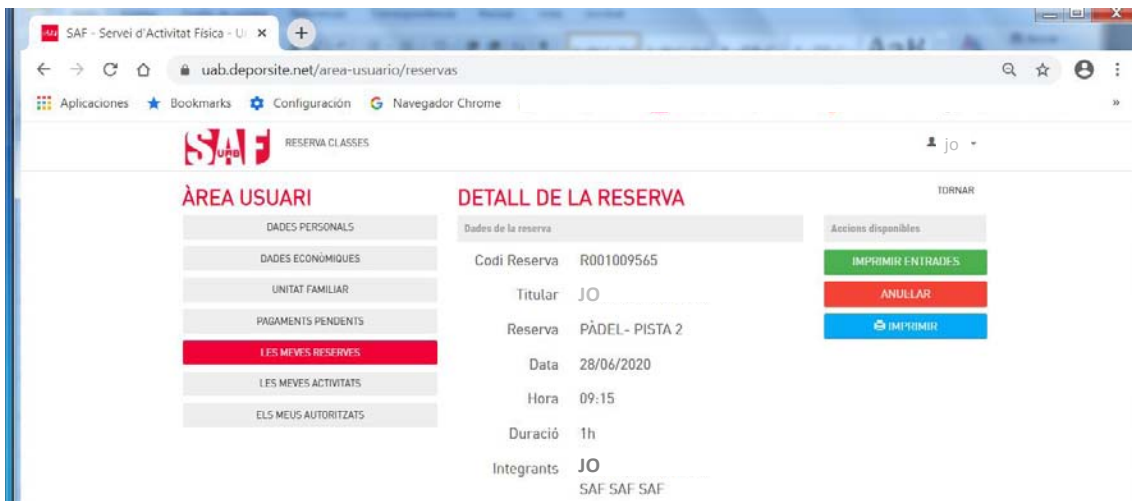 SAF - Servei d'Activitat Física - U
uab.deporsite.net/area-usuario/reservas
Aplicaciones Bookmarks Configuración Navegador Chrome
SAF UAB RESERVA CLASSES jo
ÀREA USUARI
DADES PERSONALS
DADES ECONÒMIQUES
UNITAT FAMILIAR
PAGAMENTS PENDENTS
LES MEVES RESERVES
LES MEVES ACTIVITATS
ELS MEUS AUTORITZATS
DETALL DE LA RESERVA
Dades de la reserva
Codi Reserva R001009565
Titular JO
Reserva PÀDEL- PISTA 2
Data 28/06/2020
Hora 09:15
Duració 1h
Integrants JO
SAF SAF SAF
TORNAR
Accions disponibles
IMPRIMIR ENTRADES
ANUL·LAR
IMPRIMIR